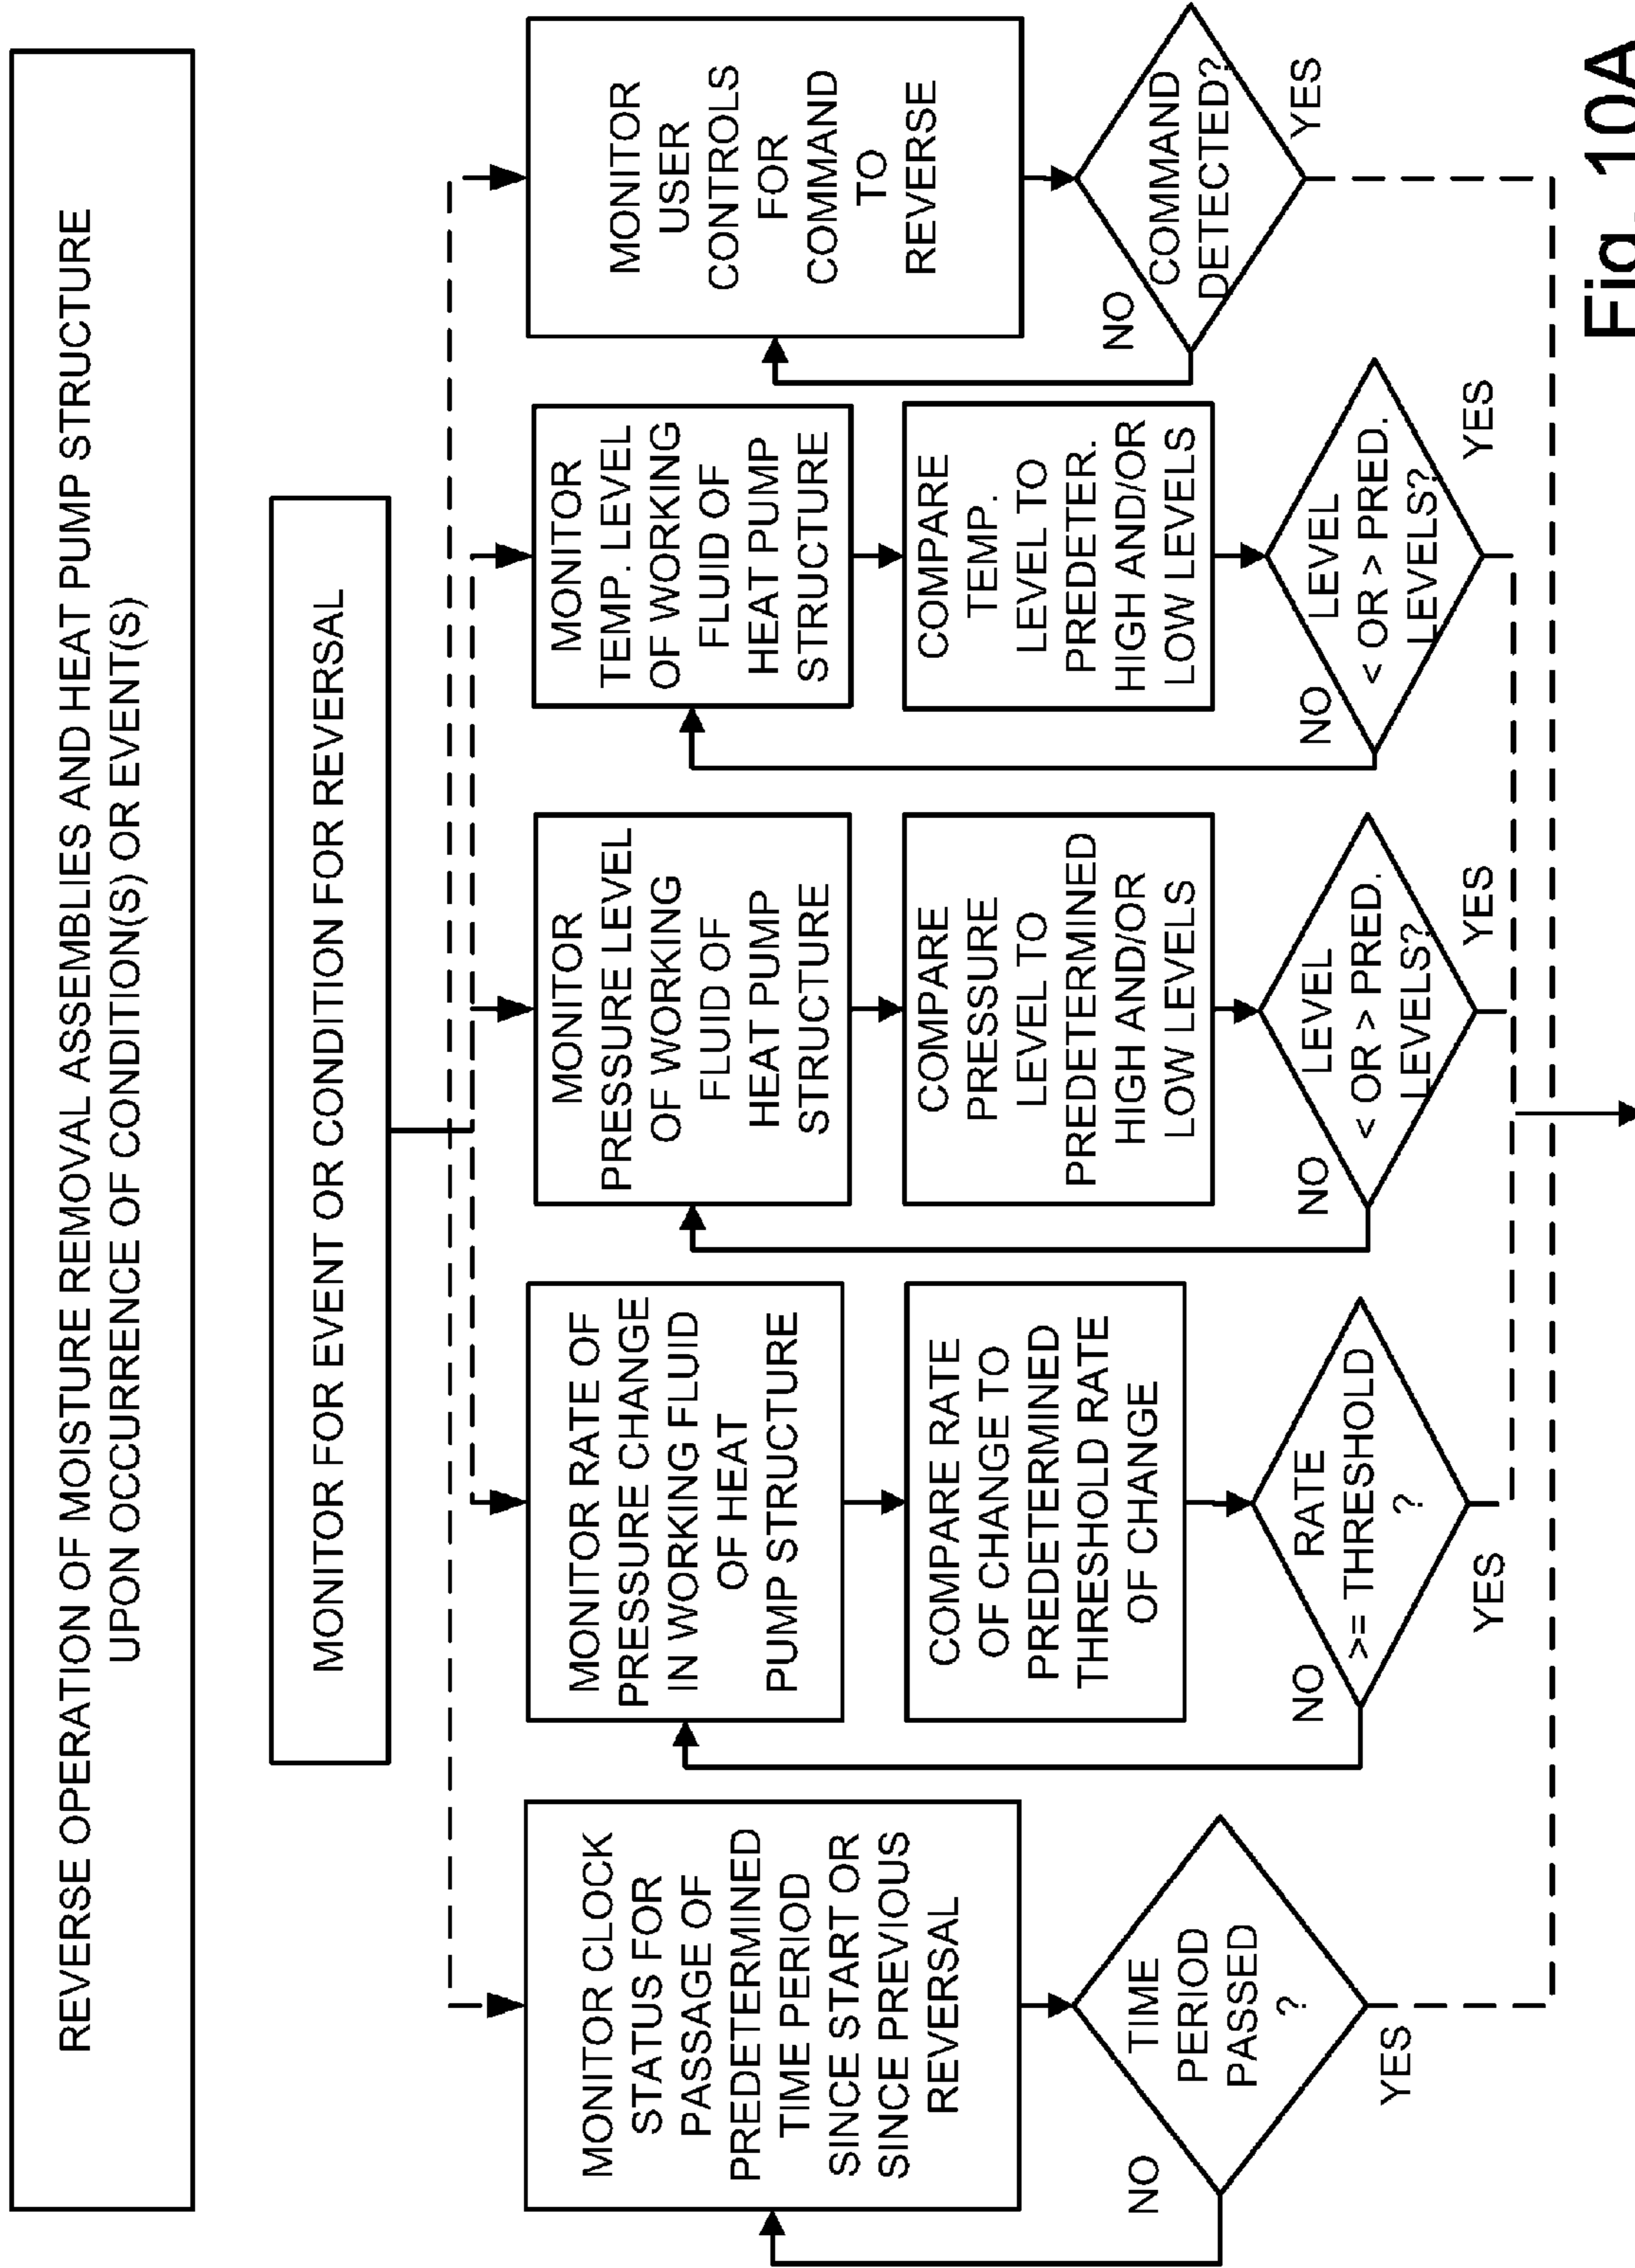 REVERSE OPERATION OF MOISTURE REMOVAL ASSEMBLIES AND HEAT PUMP STRUCTURE
UPON OCCURRENCE OF CONDITION(S) OR EVENT(S)
MONITOR FOR EVENT OR CONDITION FOR REVERSAL
MONITOR CLOCK
STATUS FOR
PASSAGE OF
PREDETERMINED
TIME PERIOD
SINCE START OR
SINCE PREVIOUS
REVERSAL
TIME
PERIOD
PASSED
?
NO
YES
MONITOR RATE OF
PRESSURE CHANGE
IN WORKING FLUID
OF HEAT
PUMP STRUCTURE
COMPARE RATE
OF CHANGE TO
PREDETERMINED
THRESHOLD RATE
OF CHANGE
RATE
>= THRESHOLD
?
NO
YES
MONITOR
PRESSURE LEVEL
OF WORKING
FLUID OF
HEAT PUMP
STRUCTURE
COMPARE
PRESSURE
LEVEL TO
PREDETERMINED
HIGH AND/OR
LOW LEVELS
LEVEL
< OR > PRED.
LEVELS?
NO
YES
MONITOR
TEMP. LEVEL
OF WORKING
FLUID OF
HEAT PUMP
STRUCTURE
COMPARE
TEMP.
LEVEL TO
PREDETER.
HIGH AND/OR
LOW LEVELS
LEVEL
< OR > PRED.
LEVELS?
NO
YES
MONITOR
USER
CONTROLS
FOR
COMMAND
TO
REVERSE
COMMAND
DETECTED?
NO
YES
Fig. 10A